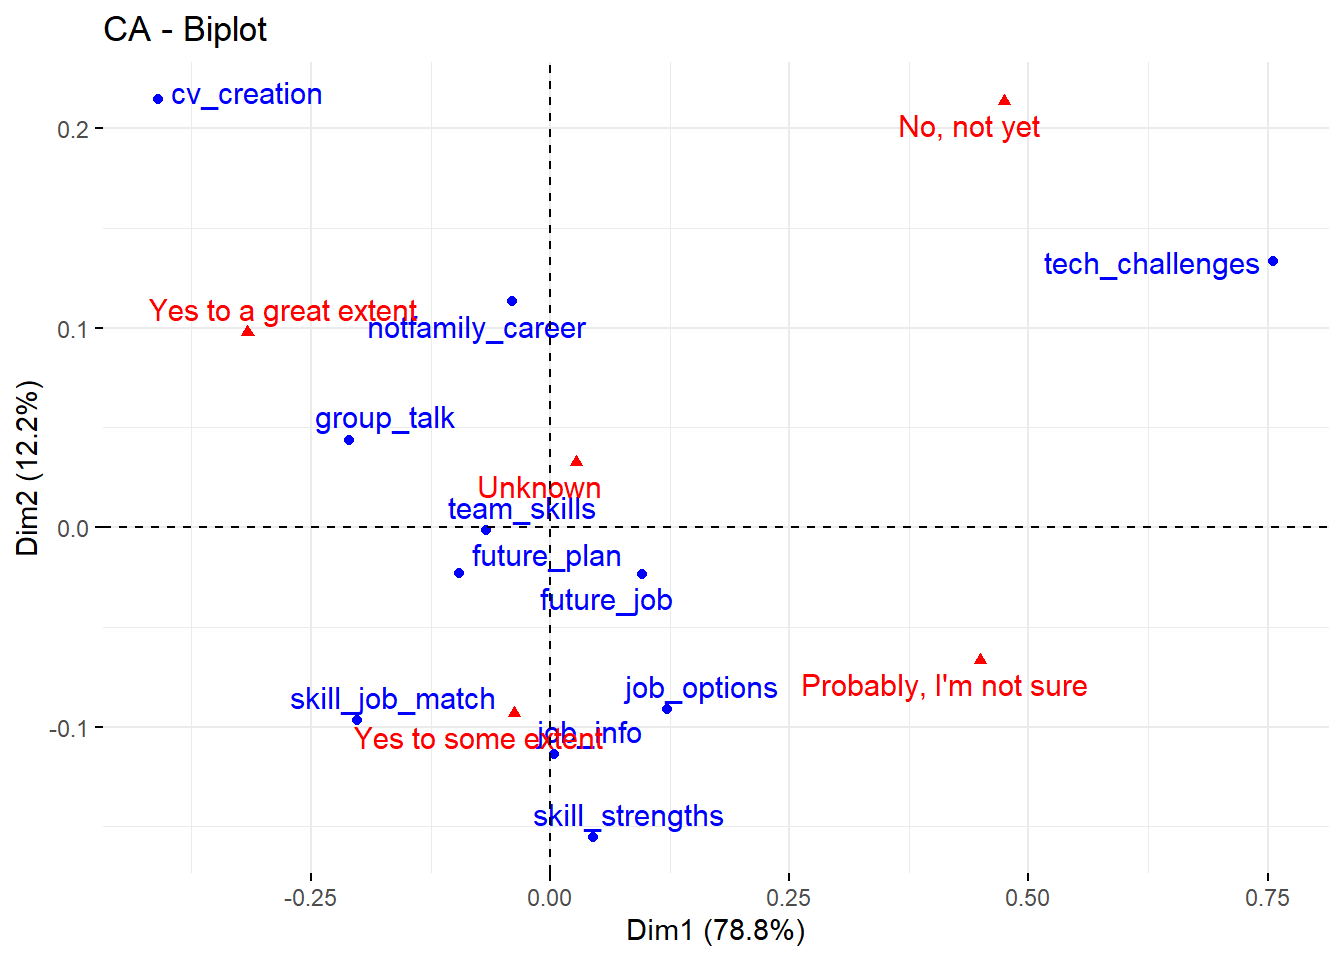 CA - Biplot
cv_creation
0.2
No, not yet
tech_challenges
Yes to a great extent
notfamily_career
0.1
group_talk
Unknown
team_skills
0.0
future_plan
future_job
skill_job_match
job_options
Probably, I'm not sure
-0.1
job_info
Yes to some extent
skill_strengths
-0.25
0.00
0.25
0.50
0.75
Dim1 (78.8%)
Dim2 (12.2%)